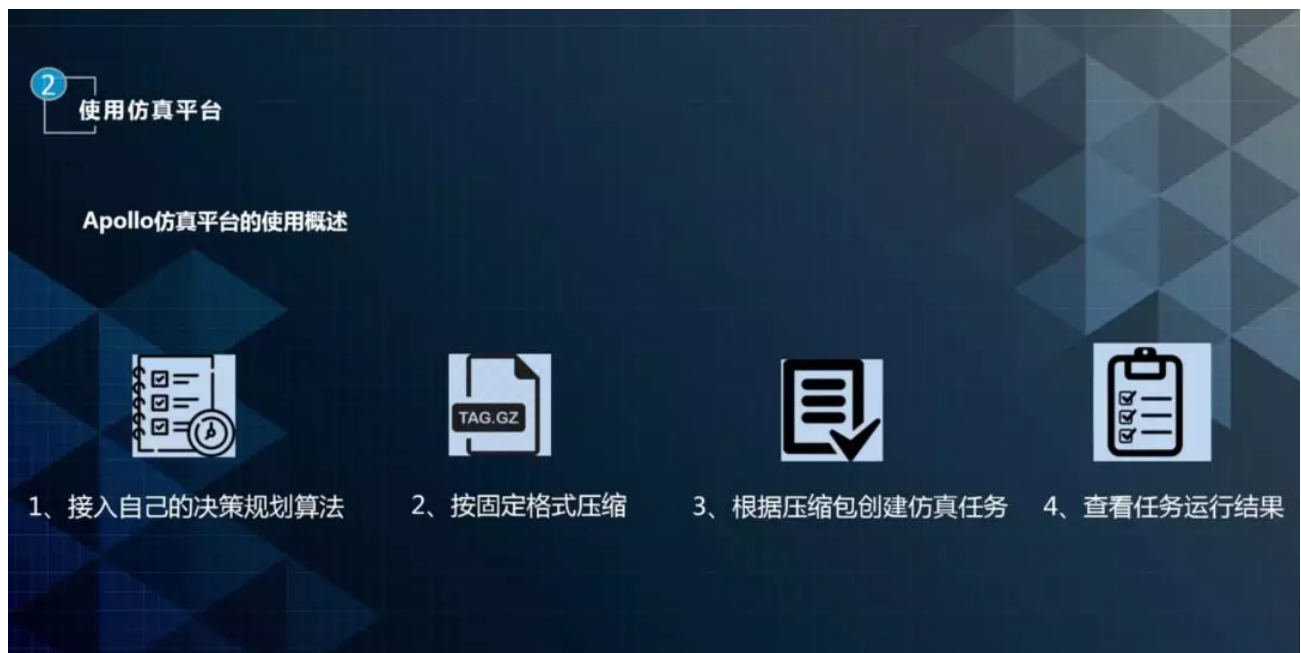 2
使用仿真平台
Apollo仿真平台的使用概述
TAG.GZ
1、接入自己的决策规划算法
2、按固定格式压缩
3、根据压缩包创建仿真任务
4、查看任务运行结果